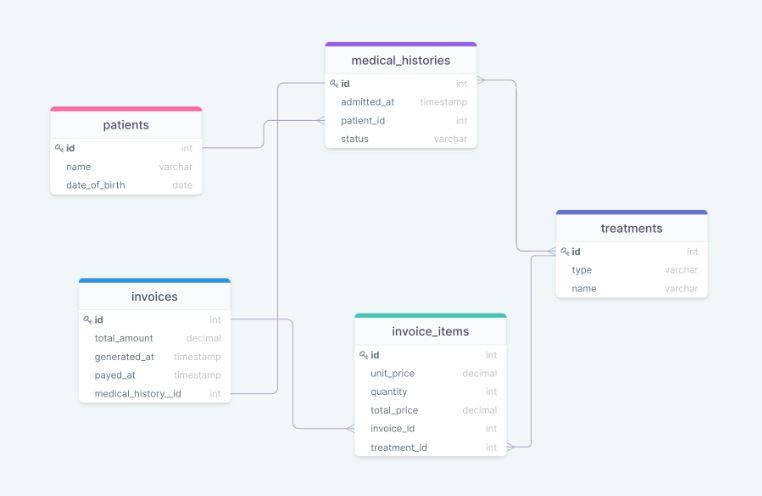 medical_histories
id int
admitted_at timestamp
patient_id int
status varchar
patients
id int
name varchar
date_of_birth date
treatments
id int
type varchar
name varchar
invoices
id int
total_amount decimal
generated_at timestamp
payed_at timestamp
medical_history__id int
invoice_items
id int
unit_price decimal
quantity int
total_price decimal
invoice_id int
treatment_id int